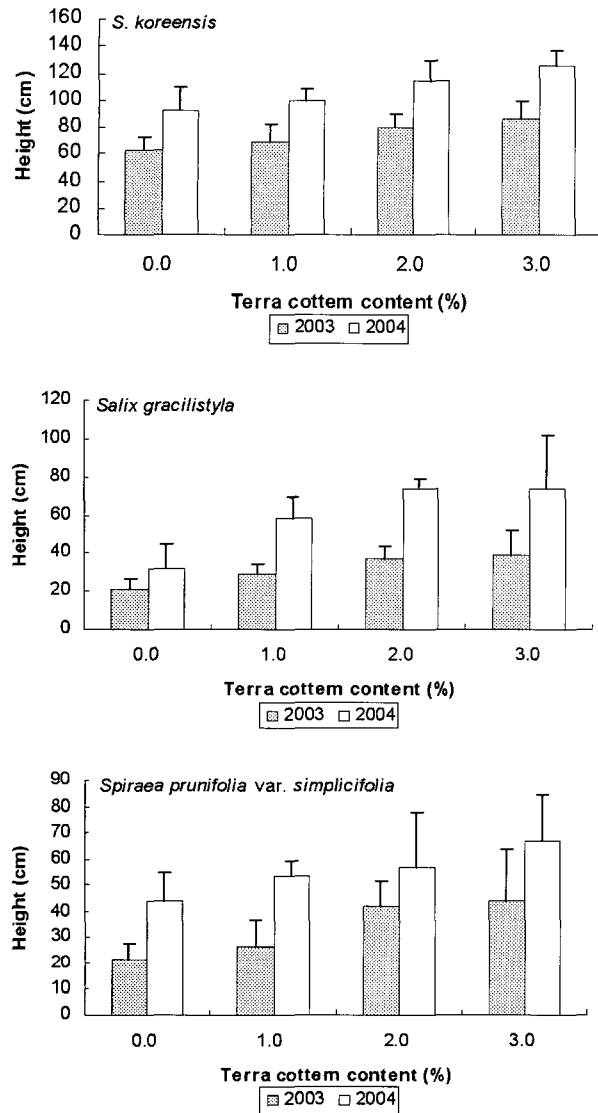 S. koreensis
Height (cm)
160
140
120
100
80
60
40
20
0
0.0 1.0 2.0 3.0
Terra cottem content (%)
2003 2004
Salix gracilistyla
Height (cm)
120
100
80
60
40
20
0
0.0 1.0 2.0 3.0
Terra cottem content (%)
2003 2004
Spiraea prunifolia var. simplicifolia
Height (cm)
90
80
70
60
50
40
30
20
10
0
0.0 1.0 2.0 3.0
Terra cottem content (%)
2003 2004